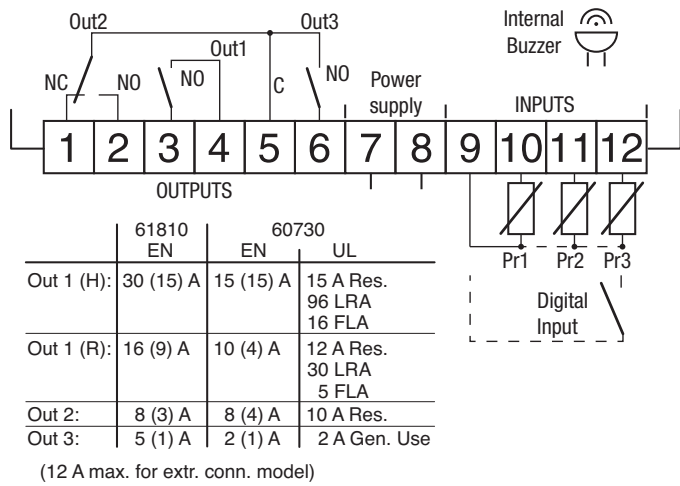 Out2
Out3
Internal
Buzzer
Out1
NC
NO
NO
C
NO
Power
supply
INPUTS
1 2 3 4 5 6 7 8 9 10 11 12
OUTPUTS
Pr1 Pr2 Pr3
Digital
Input
61810 60730
EN EN UL
Out 1 (H): 30 (15) A 15 (15) A 15 A Res.
96 LRA
16 FLA
Out 1 (R): 16 (9) A 10 (4) A 12 A Res.
30 LRA
5 FLA
Out 2: 8 (3) A 8 (4) A 10 A Res.
Out 3: 5 (1) A 2 (1) A 2 A Gen. Use
(12 A max. for extr. conn. model)